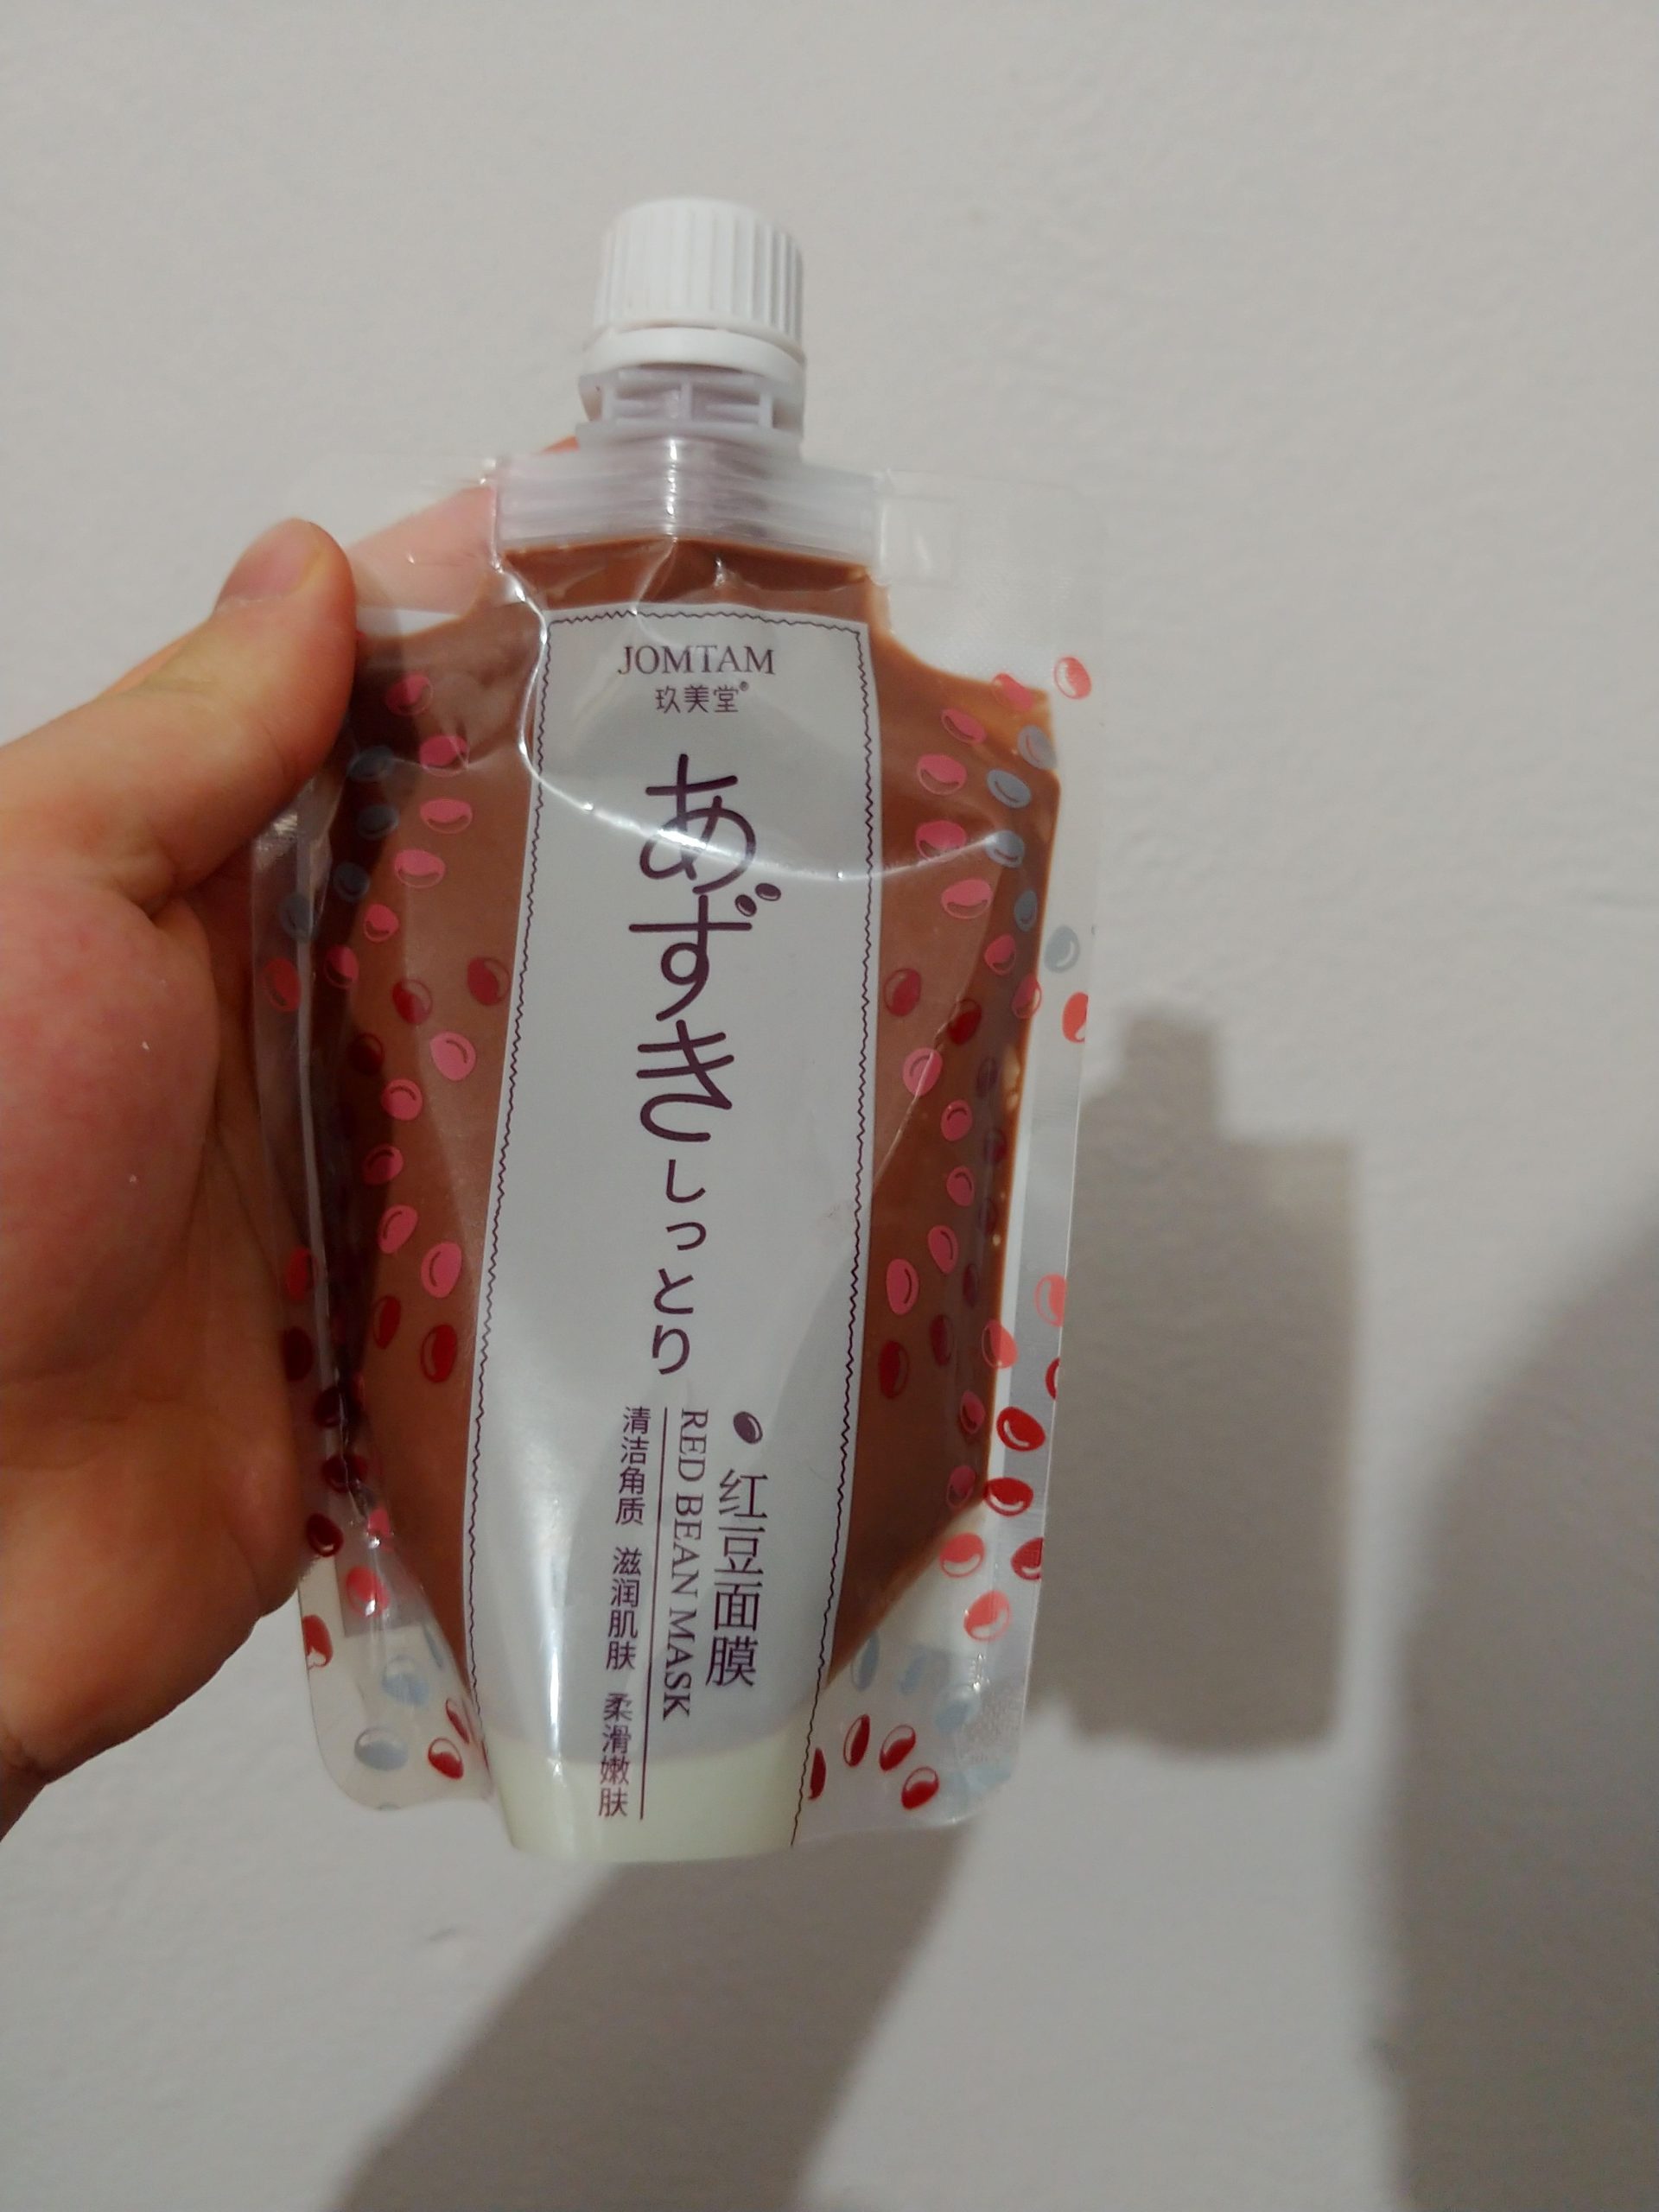 JOMTAM
玖美堂®
あずき
しっとり
红豆面膜
RED BEAN MASK
清洁角质 滋润肌肤 柔滑嫩肤